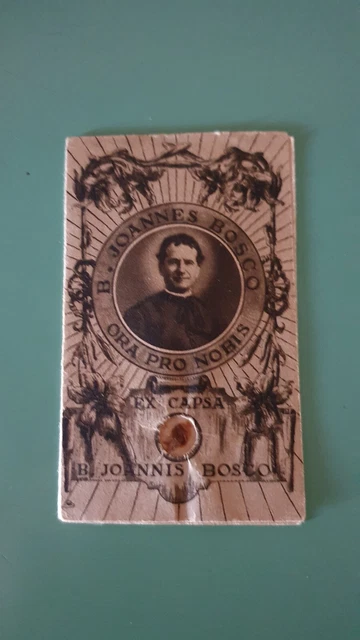 B. JOANNES BOSCO
ORA PRO NOBIS
EX CAPSA
B. JOANNIS BOSCO